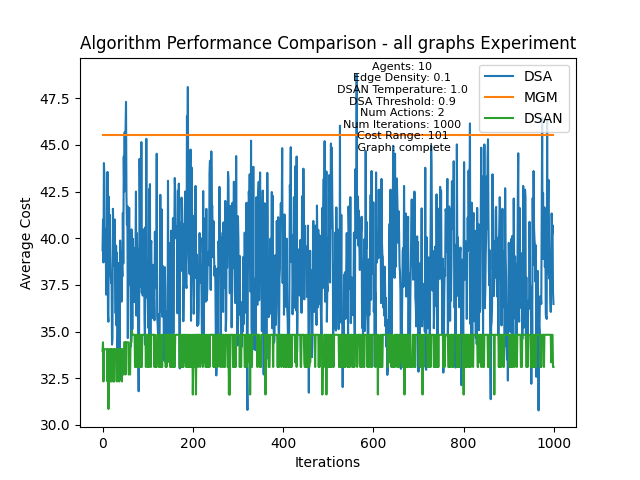 Algorithm Performance Comparison - all graphs Experiment
Agents: 10
Edge Density: 0.1
DSAN Temperature: 1.0
DSA Threshold: 0.9
Num Actions: 2
Num Iterations: 1000
Cost Range: 101
Graph: complete
DSA
MGM
DSAN
Average Cost
47.5
45.0
42.5
40.0
37.5
35.0
32.5
30.0
0 200 400 600 800 1000
Iterations